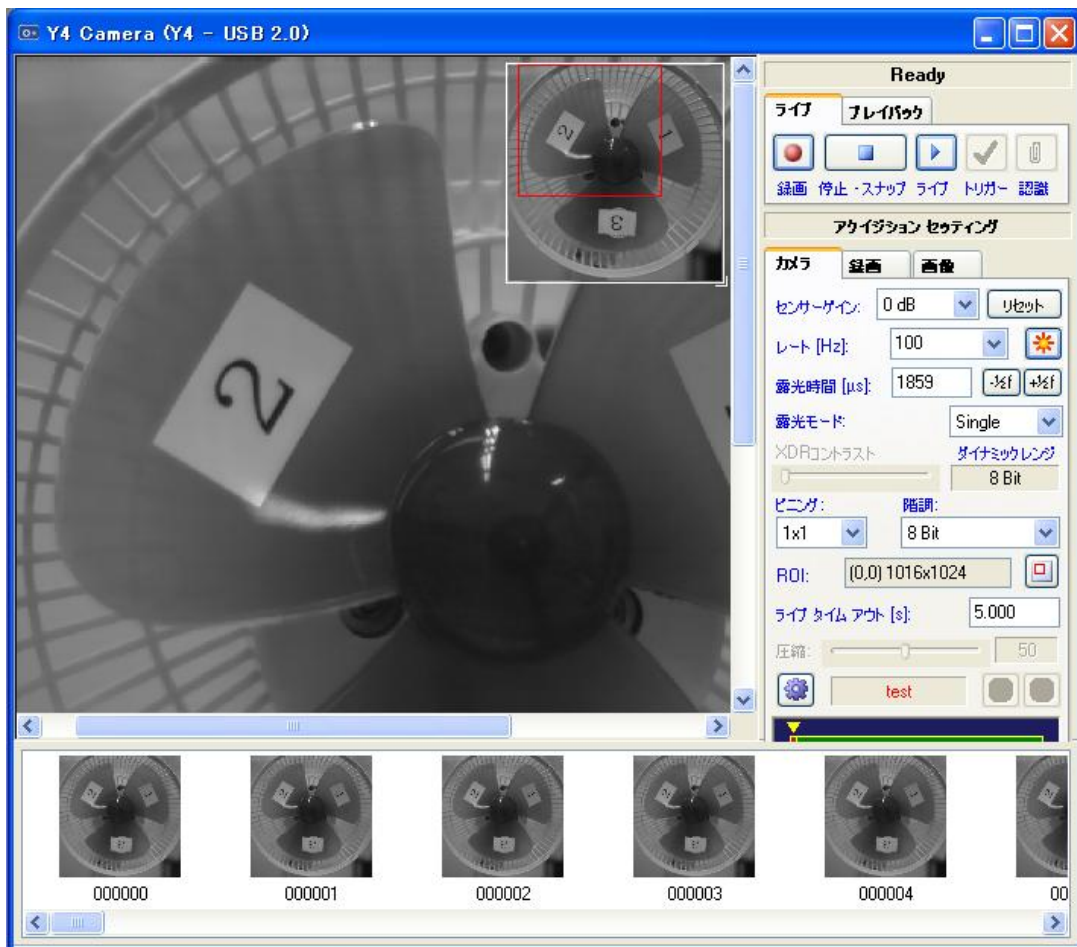 Y4 Camera (Y4 - USB 2.0)
Ready
ライブ プレイバック
録画 停止・スナップ ライブ トリガー 認識
アクイジション セッティング
カメラ 録画 画像
センサーゲイン: 0 dB リセット
レート [Hz]: 100
露光時間 [µs]: 1859 -½f +½f
露光モード: Single
XDRコントラスト ダイナミックレンジ
8 Bit
ビニング: 階調:
1x1 8 Bit
ROI: (0,0) 1016x1024
ライブ タイム アウト [s]: 5.000
圧縮: 50
test
2
2 1
3
000000 000001 000002 000003 000004 00